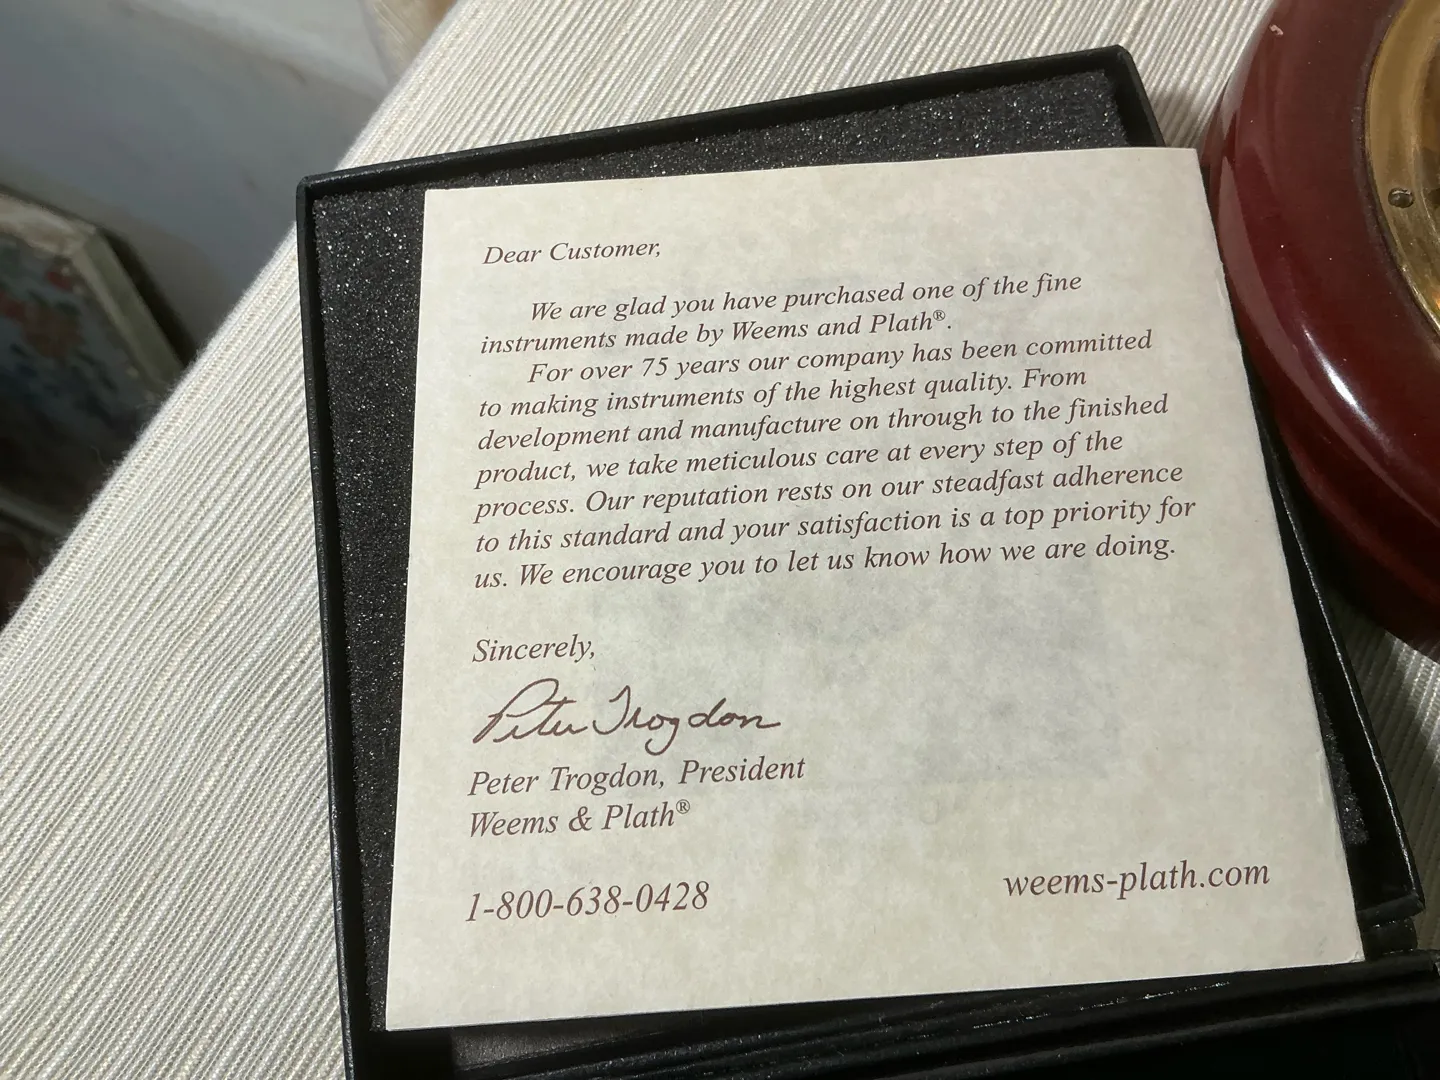 Dear Customer,
We are glad you have purchased one of the fine
instruments made by Weems and Plath®.
For over 75 years our company has been committed
to making instruments of the highest quality. From
development and manufacture on through to the finished
product, we take meticulous care at every step of the
process. Our reputation rests on our steadfast adherence
to this standard and your satisfaction is a top priority for
us. We encourage you to let us know how we are doing.
Sincerely,
Peter Trogdon
Peter Trogdon, President
Weems & Plath®
1-800-638-0428
weems-plath.com